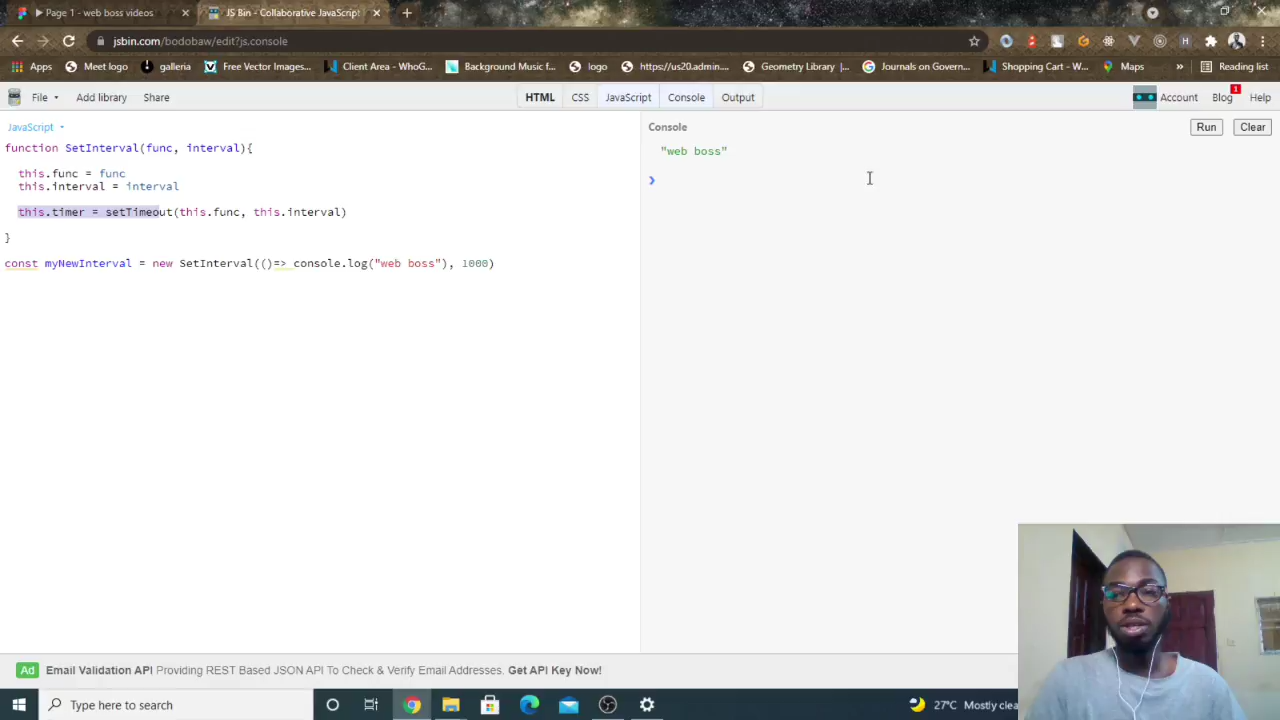 Page 1 - web boss videos
JS Bin - Collaborative JavaScript
jsbin.com/bodobaw/edit?js,console
Apps Meet logo galleria Free Vector Images... Client Area - WhoG... Background Music f... logo https://us20.admin.... Geometry Library |... Journals on Govern... Shopping Cart - W... Maps » Reading list
File Add library Share HTML CSS JavaScript Console Output Account Blog 1 Help
JavaScript
function SetInterval(func, interval){
this.func = func
this.interval = interval
this.timer = setTimeout(this.func, this.interval)
}
const myNewInterval = new SetInterval(()=> console.log("web boss"), 1000)
Console Run Clear
"web boss"
Ad Email Validation API Providing REST Based JSON API To Check & Verify Email Addresses. Get API Key Now!
Type here to search 27°C Mostly clea